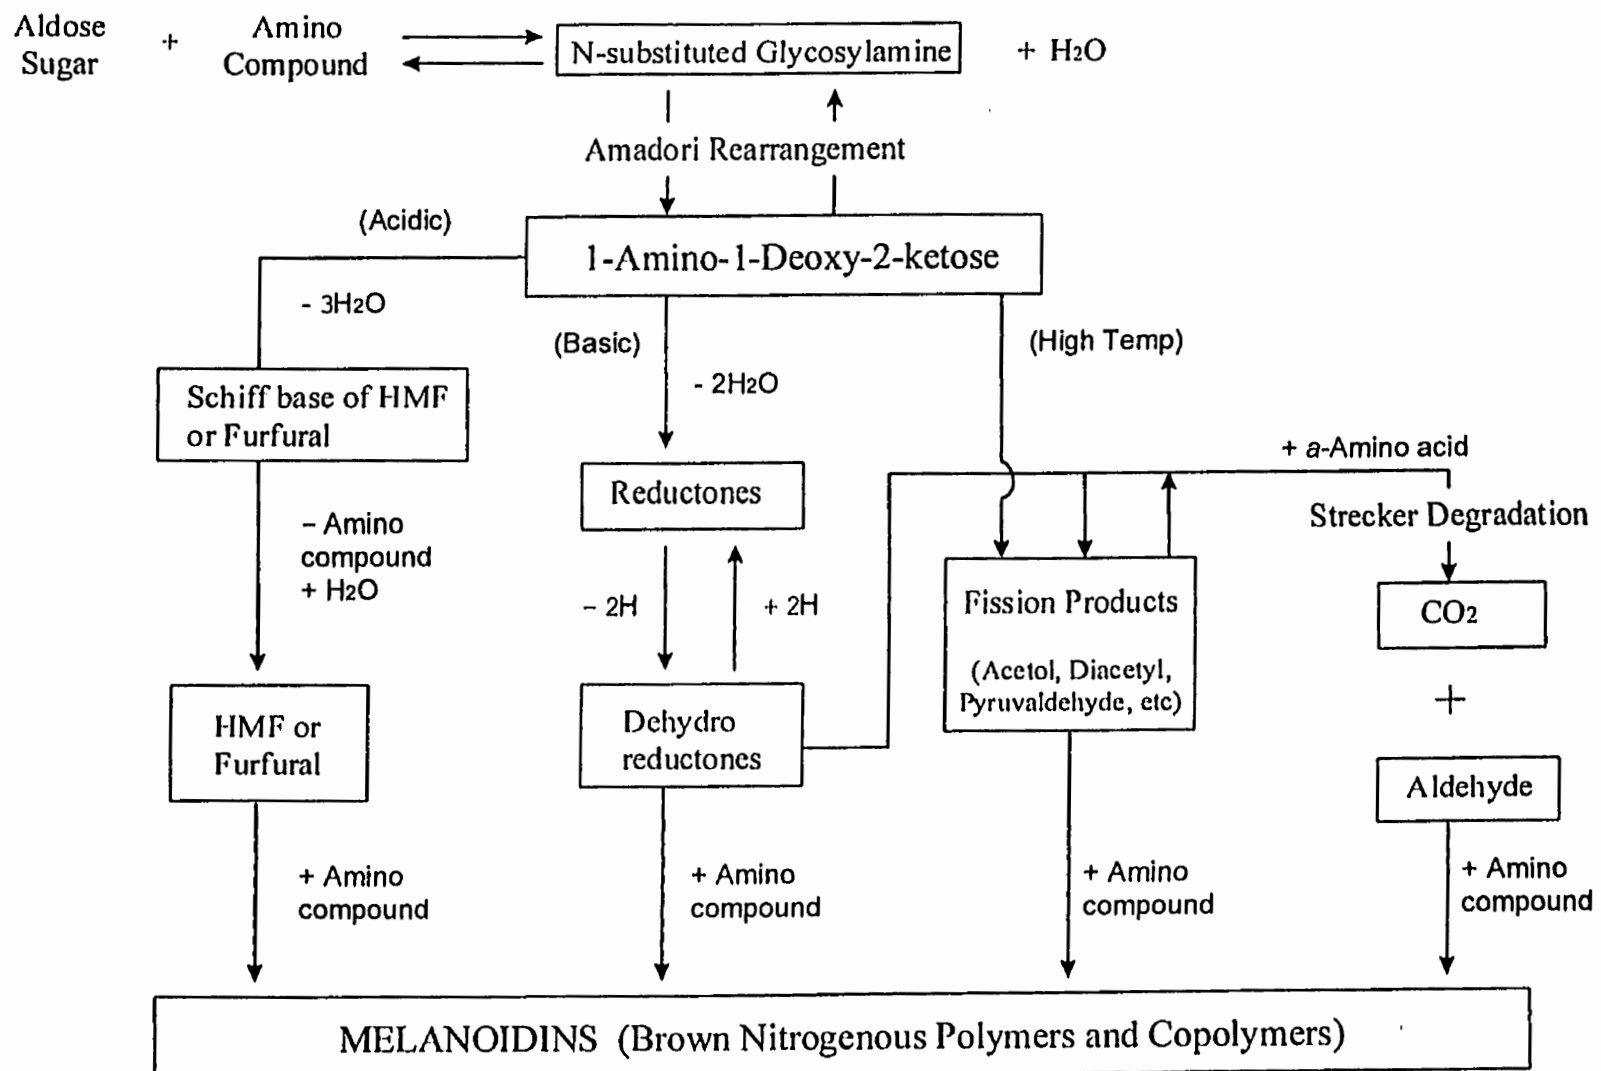 Aldose
Sugar
+
Amino
Compound
N-substituted Glycosylamine
+ H2O
Amadori Rearrangement
(Acidic)
1-Amino-1-Deoxy-2-ketose
- 3H2O
(Basic)
(High Temp)
- 2H2O
Schiff base of HMF
or Furfural
+ a-Amino acid
Reductones
Strecker Degradation
– Amino
compound
+ H2O
– 2H
+ 2H
Fission Products
(Acetol, Diacetyl,
Pyruvaldehyde, etc)
CO2
+
HMF or
Furfural
Dehydro
reductones
Aldehyde
+ Amino
compound
+ Amino
compound
+ Amino
compound
+ Amino
compound
MELANOIDINS (Brown Nitrogenous Polymers and Copolymers)